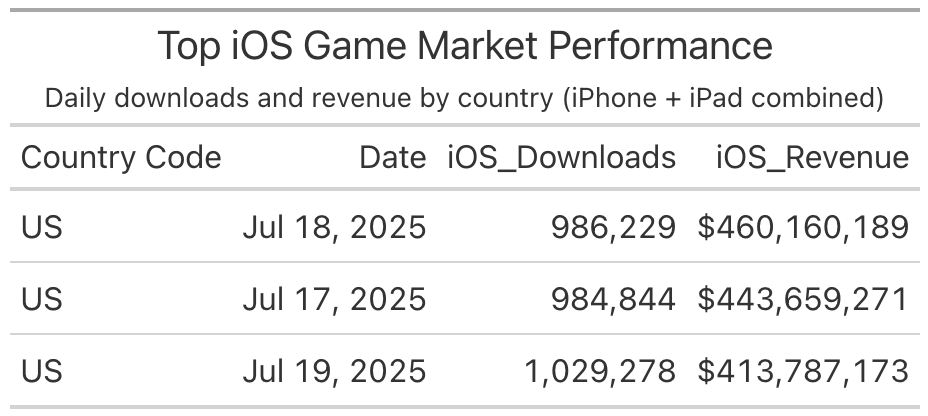 Top iOS Game Market Performance
Daily downloads and revenue by country (iPhone + iPad combined)
Country Code Date iOS_Downloads iOS_Revenue
US Jul 18, 2025 986,229 $460,160,189
US Jul 17, 2025 984,844 $443,659,271
US Jul 19, 2025 1,029,278 $413,787,173